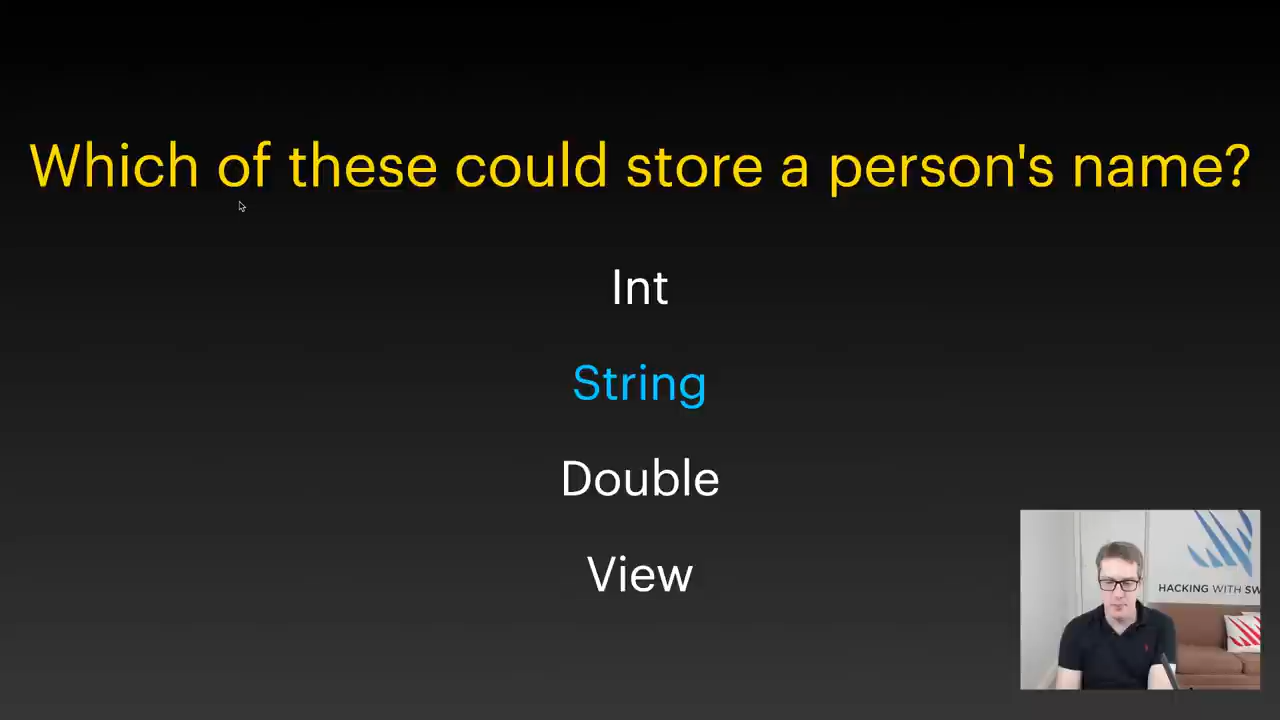 Which of these could store a person's name?
Int
String
Double
View
HACKING WITH SW